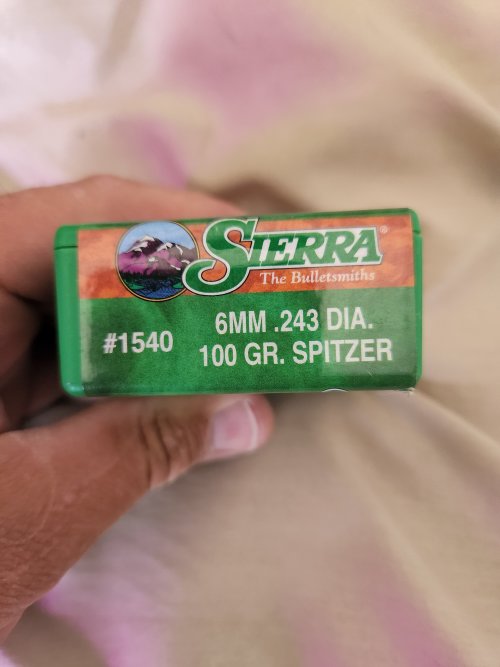 SIERRA®
The Bulletsmiths
#1540
6MM .243 DIA.
100 GR. SPITZER